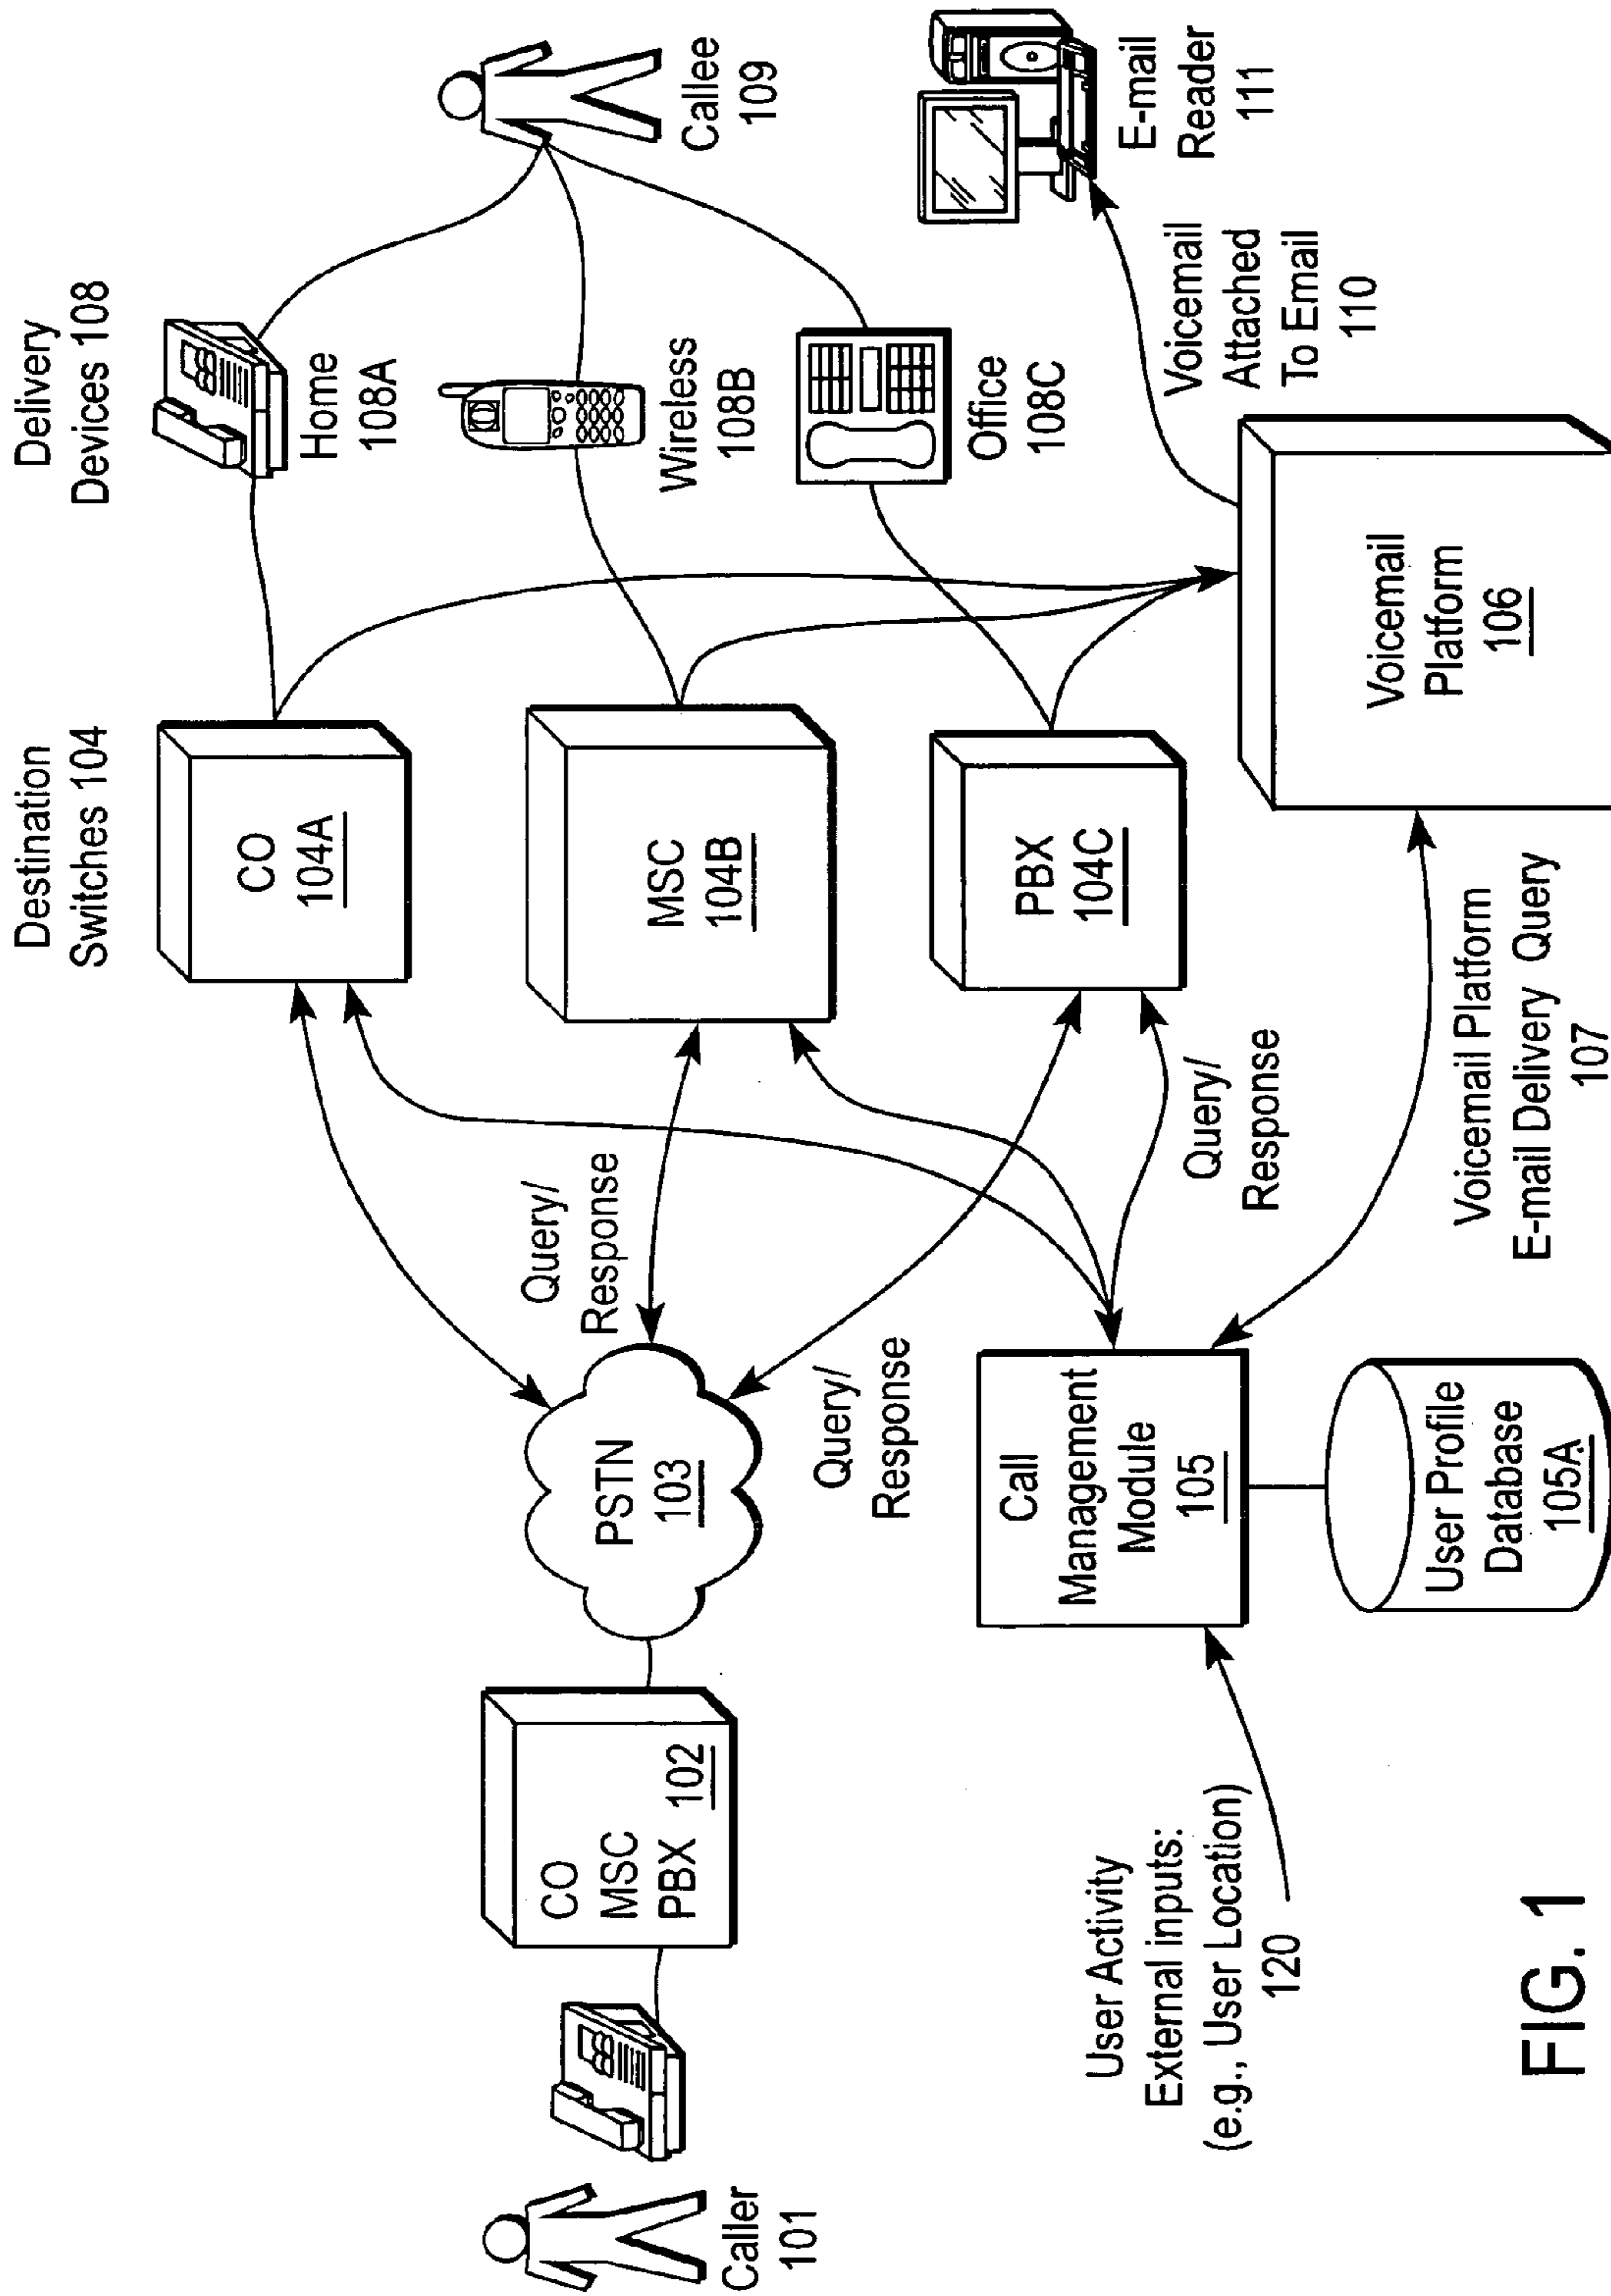 Destination
Switches 104
Delivery
Devices 108
Caller
101
CO
MSC
PBX 102
PSTN
103
Query/
Response
Query/
Response
Query/
Response
CO
104A
MSC
104B
PBX
104C
Home
108A
Wireless
108B
Office
108C
Callee
109
User Activity
External inputs:
(e.g., User Location)
120
Call
Management
Module
105
User Profile
Database
105A
Voicemail Platform
E-mail Delivery Query
107
Voicemail
Platform
106
Voicemail
Attached
To Email
110
E-mail
Reader
111
FIG. 1